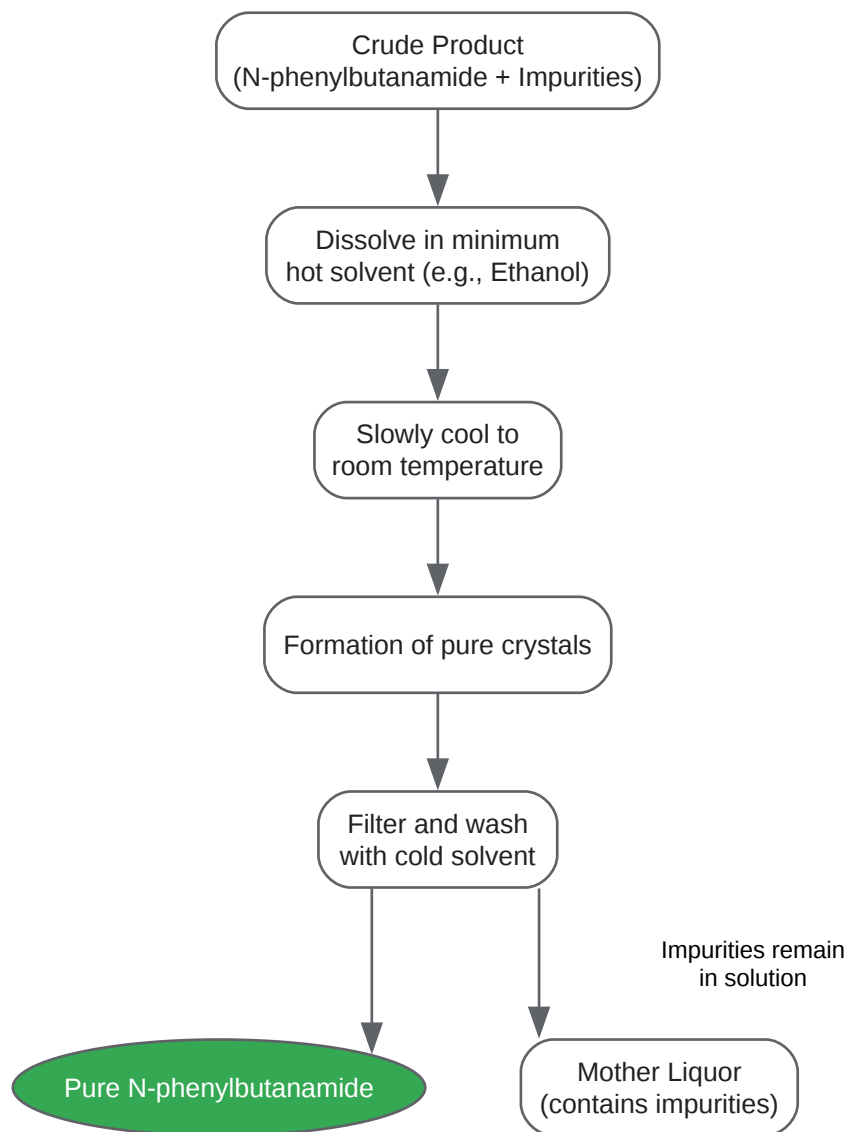 Crude Product
(N-phenylbutanamide + Impurities)
Dissolve in minimum
hot solvent (e.g., Ethanol)
Slowly cool to
room temperature
Formation of pure crystals
Filter and wash
with cold solvent
Impurities remain
in solution
Pure N-phenylbutanamide
Mother Liquor
(contains impurities)